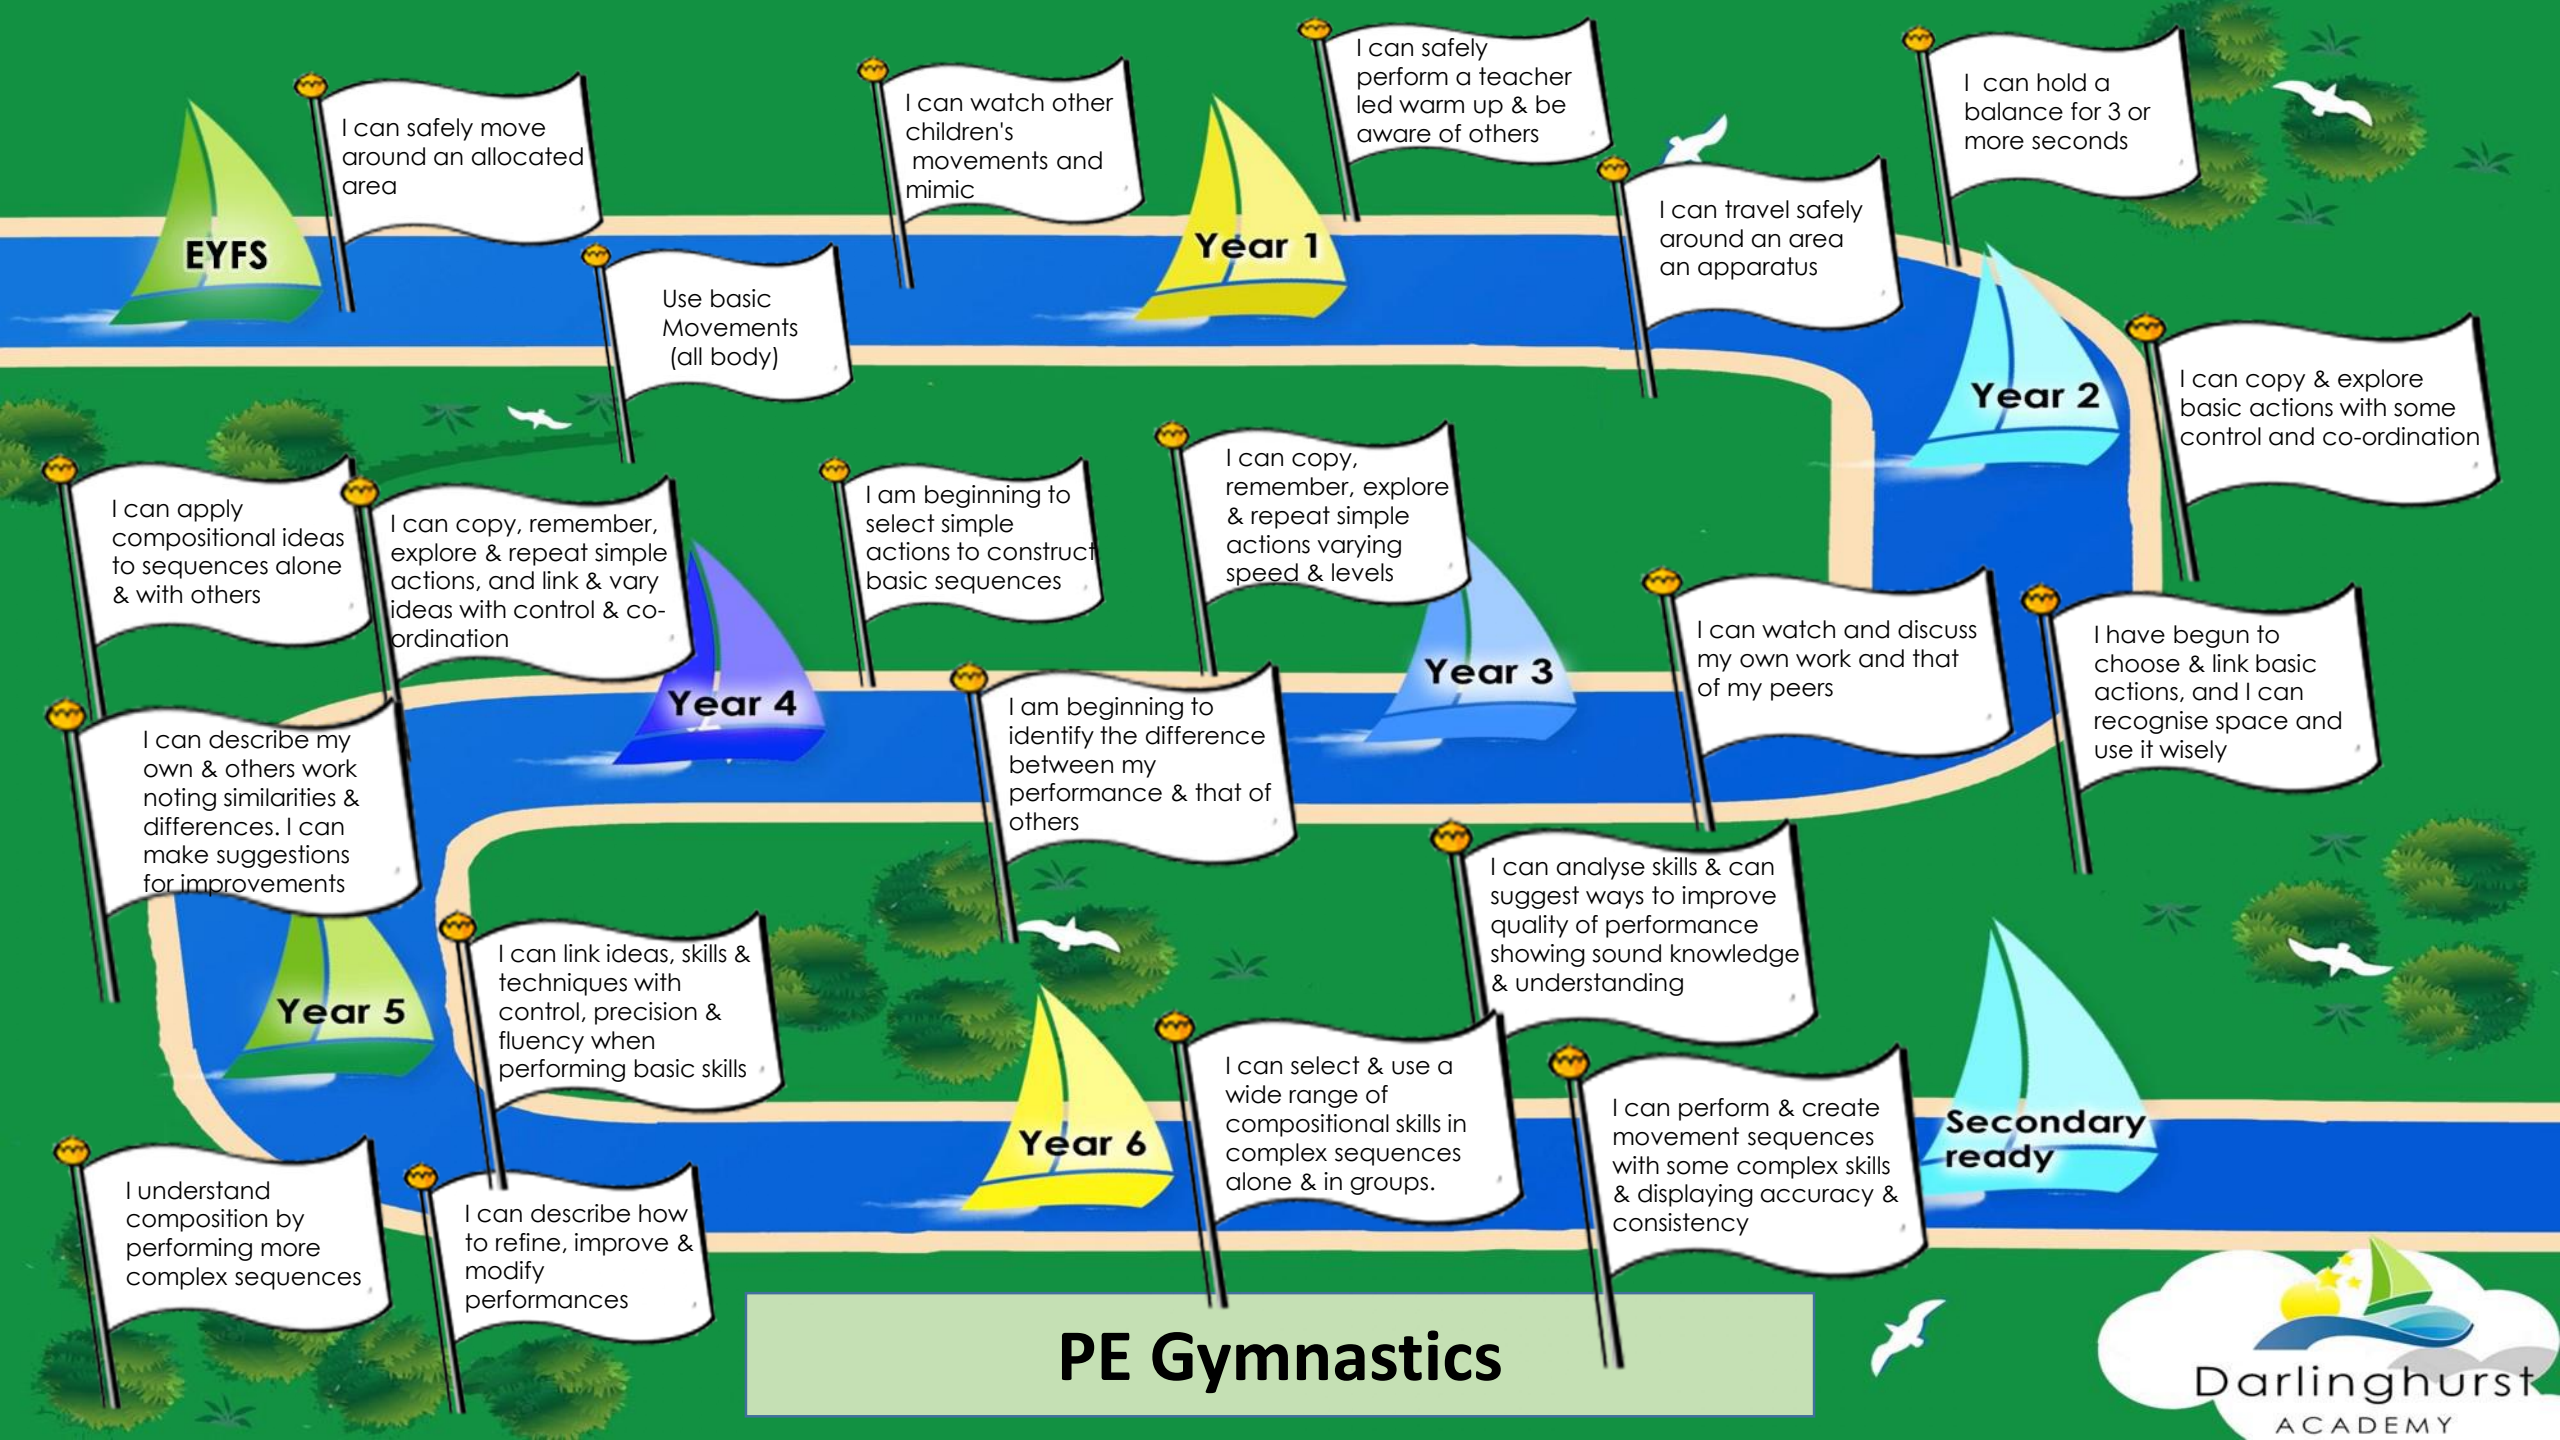 EYFS
I can safely move
around an allocated
area
Use basic
Movements
(all body)
I can watch other
children's
movements and
mimic
Year 1
I can safely
perform a teacher
led warm up & be
aware of others
I can travel safely
around an area
an apparatus
I can hold a
balance for 3 or
more seconds
Year 2
I can copy & explore
basic actions with some
control and co-ordination
I have begun to
choose & link basic
actions, and I can
recognise space and
use it wisely
I can watch and discuss
my own work and that
of my peers
Year 3
I can copy,
remember, explore
& repeat simple
actions varying
speed & levels
I am beginning to
identify the difference
between my
performance & that of
others
I am beginning to
select simple
actions to construct
basic sequences
Year 4
I can copy, remember,
explore & repeat simple
actions, and link & vary
ideas with control & co-
ordination
I can apply
compositional ideas
to sequences alone
& with others
I can describe my
own & others work
noting similarities &
differences. I can
make suggestions
for improvements
Year 5
I can link ideas, skills &
techniques with
control, precision &
fluency when
performing basic skills
I understand
composition by
performing more
complex sequences
I can describe how
to refine, improve &
modify
performances
Year 6
I can select & use a
wide range of
compositional skills in
complex sequences
alone & in groups.
I can analyse skills & can
suggest ways to improve
quality of performance
showing sound knowledge
& understanding
I can perform & create
movement sequences
with some complex skills
& displaying accuracy &
consistency
Secondary
ready
PE Gymnastics
Darlinghurst
ACADEMY